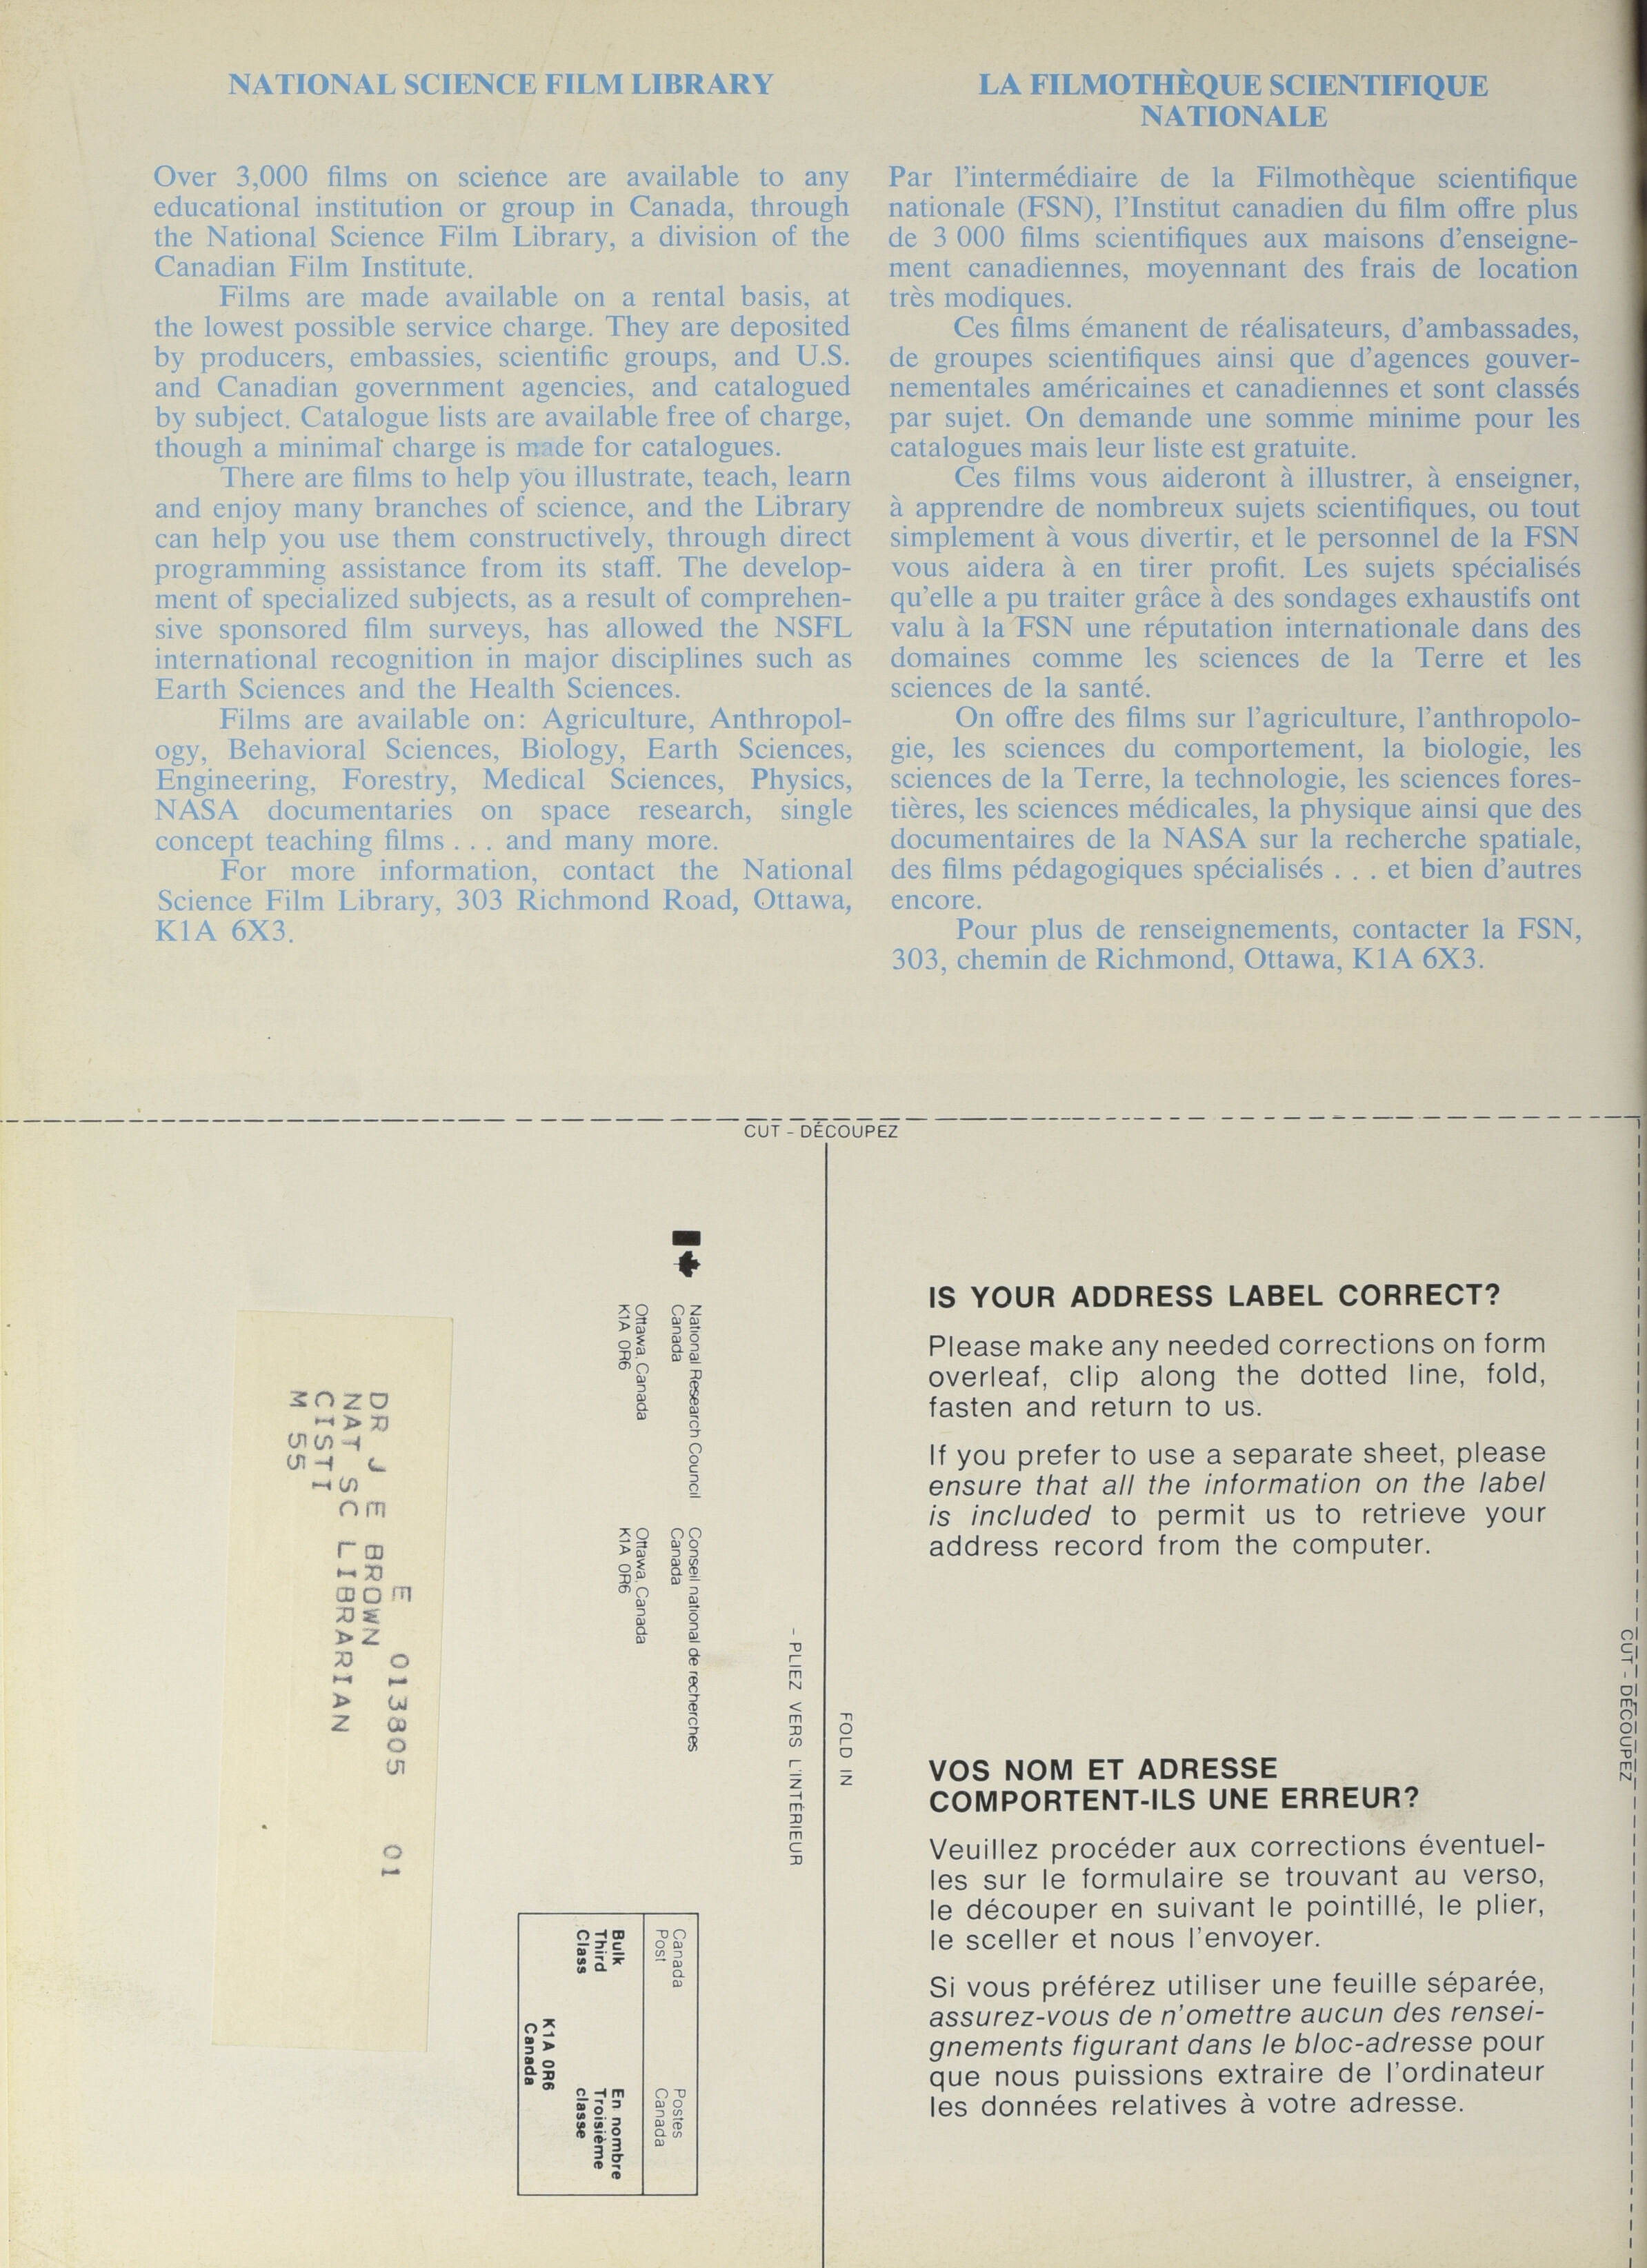 NATIONAL SCIENCE FILM LIBRARY
Over 3,000 films on science are available to any
educational institution or group in Canada, through
the National Science Film Library, a division of the
Canadian Film Institute.
Films are made available on a rental basis, at
the lowest possible service charge. They are deposited
by producers, embassies, scientific groups, and U.S.
and Canadian government agencies, and catalogued
by subject. Catalogue lists are available free of charge,
though a minimal charge is made for catalogues.
There are films to help you illustrate, teach, learn
and enjoy many branches of science, and the Library
can help you use them constructively, through direct
programming assistance from its staff. The develop-
ment of specialized subjects, as a result of comprehen-
sive sponsored film surveys, has allowed the NSFL
international recognition in major disciplines such as
Earth Sciences and the Health Sciences.
Films are available on: Agriculture, Anthropol-
ogy, Behavioral Sciences, Biology, Earth Sciences,
Engineering, Forestry, Medical Sciences, Physics,
NASA documentaries on space research, single
concept teaching films . . . and many more.
For more information, contact the National
Science Film Library, 303 Richmond Road, Ottawa,
K1A 6X3.
LA FILMOTHÈQUE SCIENTIFIQUE
NATIONALE
Par l'intermédiaire de la Filmothèque scientifique
nationale (FSN), l'Institut canadien du film offre plus
de 3 000 films scientifiques aux maisons d'enseigne-
ment canadiennes, moyennant des frais de location
très modiques.
Ces films émanent de réalisateurs, d'ambassades,
de groupes scientifiques ainsi que d'agences gouver-
nementales américaines et canadiennes et sont classés
par sujet. On demande une somme minime pour les
catalogues mais leur liste est gratuite.
Ces films vous aideront à illustrer, à enseigner,
à apprendre de nombreux sujets scientifiques, ou tout
simplement à vous divertir, et le personnel de la FSN
vous aidera à en tirer profit. Les sujets spécialisés
qu'elle a pu traiter grâce à des sondages exhaustifs ont
valu à la FSN une réputation internationale dans des
domaines comme les sciences de la Terre et les
sciences de la santé.
On offre des films sur l'agriculture, l'anthropolo-
gie, les sciences du comportement, la biologie, les
sciences de la Terre, la technologie, les sciences fores-
tières, les sciences médicales, la physique ainsi que des
documentaires de la NASA sur la recherche spatiale,
des films pédagogiques spécialisés . . . et bien d'autres
encore.
Pour plus de renseignements, contacter la FSN,
303, chemin de Richmond, Ottawa, K1A 6X3.
CUT - DÉCOUPEZ
National Research Council
Canada
Ottawa, Canada
K1A 0R6
Conseil national de recherches
Canada
Ottawa, Canada
K1A 0R6
E 013805 01
DR J E BROWN
NAT SC LIBRARIAN
CISTI
M 55
Canada
Post
Postes
Canada
Bulk
Third
Class
En nombre
Troisième
classe
K1A 0R6
Canada
FOLD IN
- PLIEZ VERS L'INTÉRIEUR
IS YOUR ADDRESS LABEL CORRECT?
Please make any needed corrections on form
overleaf, clip along the dotted line, fold,
fasten and return to us.
If you prefer to use a separate sheet, please
ensure that all the information on the label
is included to permit us to retrieve your
address record from the computer.
VOS NOM ET ADRESSE
COMPORTENT-ILS UNE ERREUR?
Veuillez procéder aux corrections éventuel-
les sur le formulaire se trouvant au verso,
le découper en suivant le pointillé, le plier,
le sceller et nous l'envoyer.
Si vous préférez utiliser une feuille séparée,
assurez-vous de n'omettre aucun des rensei-
gnements figurant dans le bloc-adresse pour
que nous puissions extraire de l'ordinateur
les données relatives à votre adresse.
CUT - DÉCOUPEZ